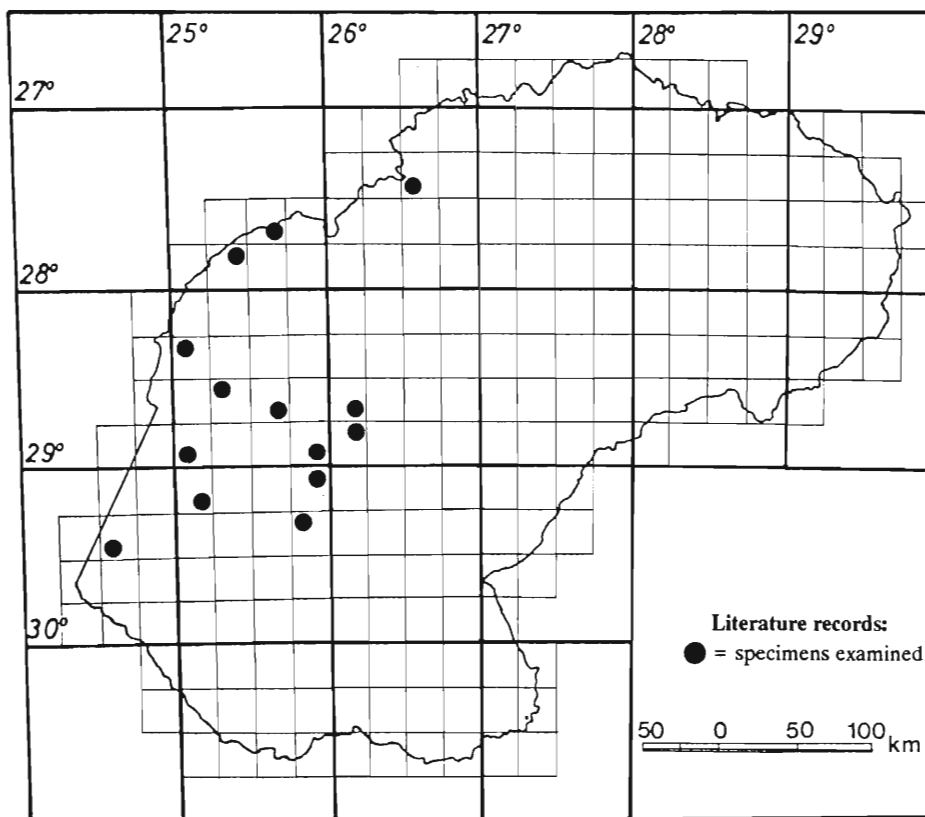 25° 26° 27° 28° 29°
27°
28°
29°
30°
Literature records:
● = specimens examined
50 0 50 100 km